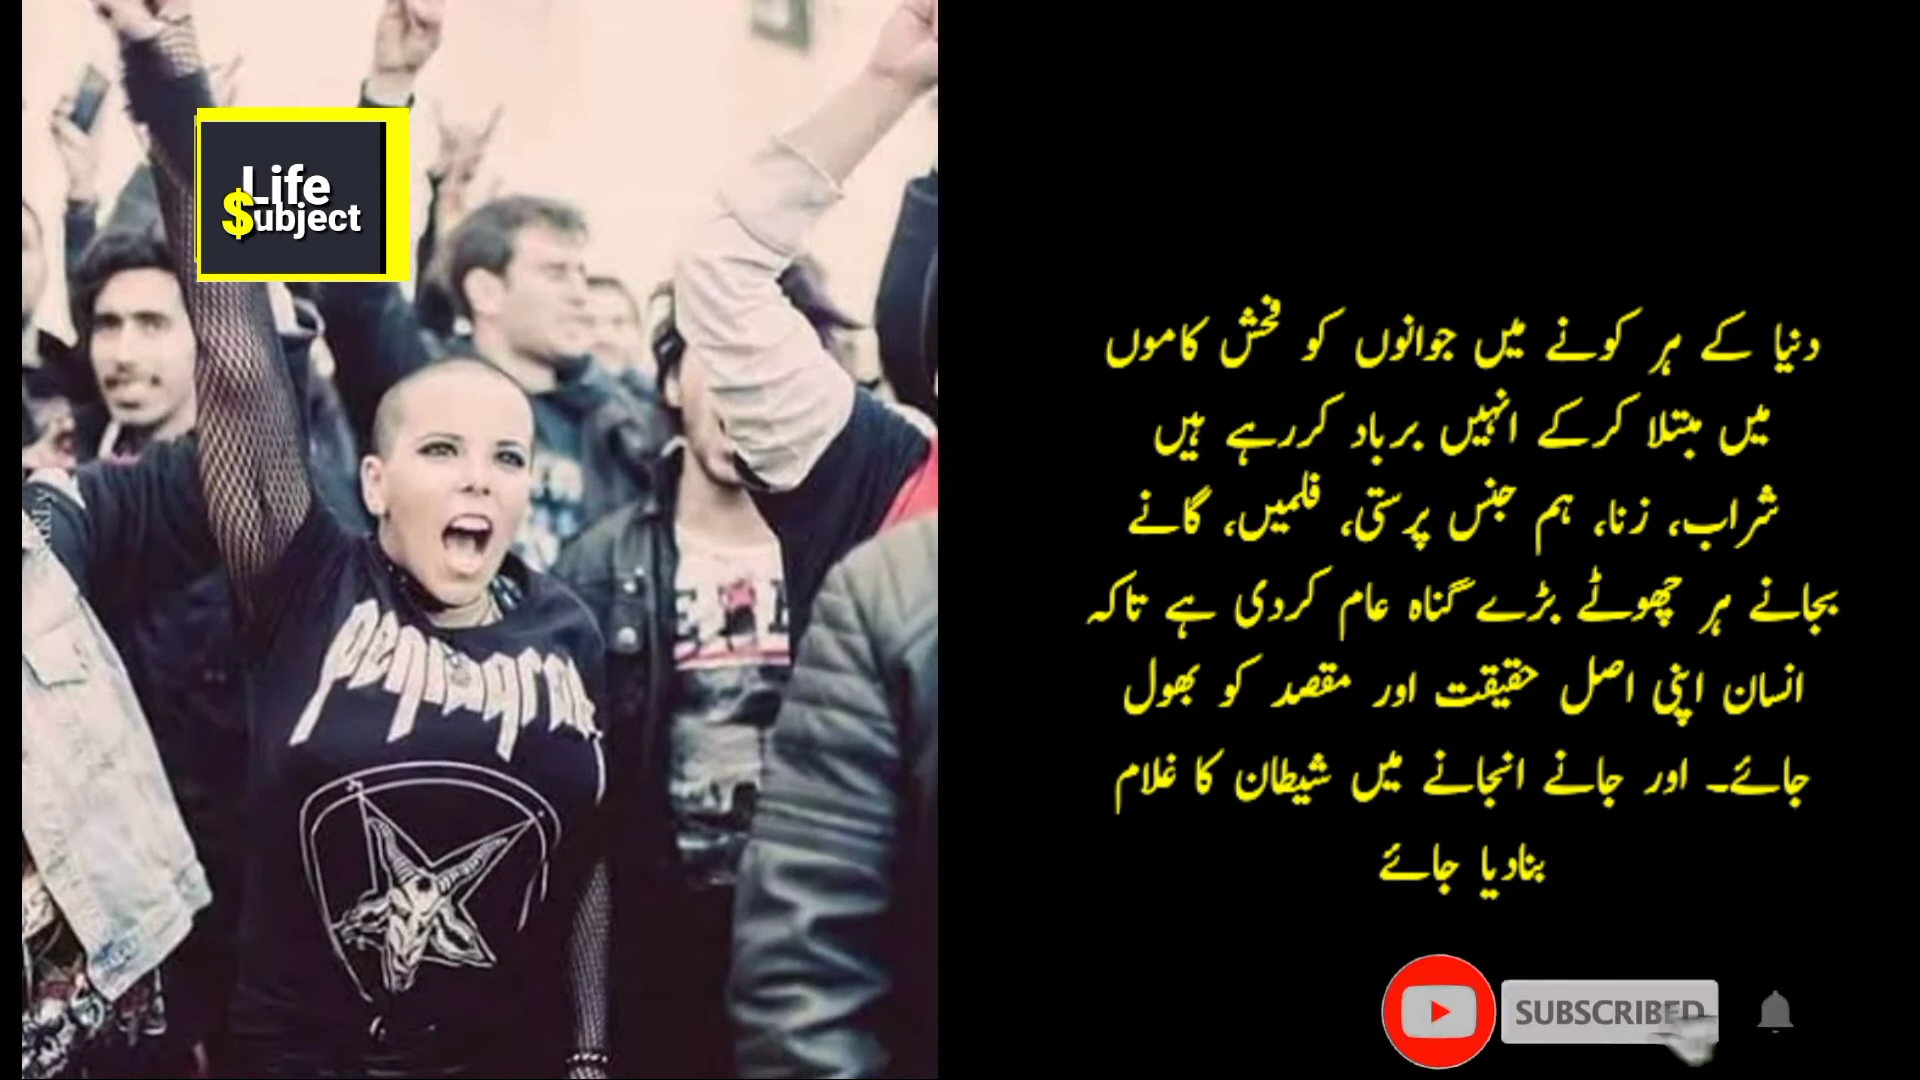 Life
$ubject
دنیا کے ہر کونے میں جوانوں کو فحش کاموں
میں مبتلا کرکے انہیں برباد کررہے ہیں
شراب، زنا، ہم جنس پرستی، فلمیں، گانے
بجانے ہر چھوٹے بڑے گناہ عام کردی ہے تاکہ
انسان اپنی اصل حقیقت اور مقصد کو بھول
جائے۔ اور جانے انجانے میں شیطان کا غلام
بنادیا جائے
SUBSCRIBED